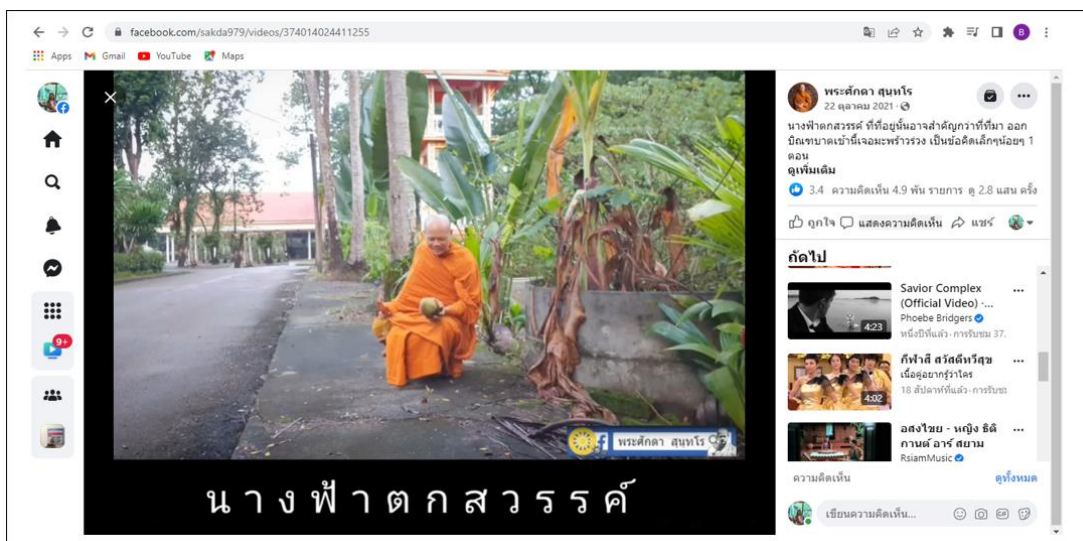 facebook.com/sakda979/videos/374014024411255
B
Apps
Gmail
YouTube
Maps
9+
พระศักดา สุนฺทโร
นางฟ้าตกสวรรค์
พระศักดา สุนฺทโร
22 ตุลาคม 2021
นางฟ้าตกสวรรค์ ที่ที่อยู่นั้นอาจสำคัญกว่าที่ที่มา ออก
บิณฑบาตเช้านี้เจอมะพร้าวร่วง เป็นข้อคิดเล็กๆน้อยๆ 1
ตอน
ดูเพิ่มเติม
3.4 ความคิดเห็น 4.9 พัน รายการ ดู 2.8 แสน ครั้ง
ถูกใจ แสดงความคิดเห็น แชร์
ถัดไป
Savior Complex
(Official Video) -...
Phoebe Bridgers
หนึ่งปีที่แล้ว · การรับชม 37.
4:23
กีฬาสี สวัสดิ์ทวีสุข
เนื้อคู่อยากรู้ว่าใคร
18 สัปดาห์ที่แล้ว · การรับชม
4:02
อสงไขย - หญิง ธิติ
กานต์ อาร์ สยาม
RsiamMusic
ความคิดเห็น ดูทั้งหมด
เขียนความคิดเห็น...
GIF